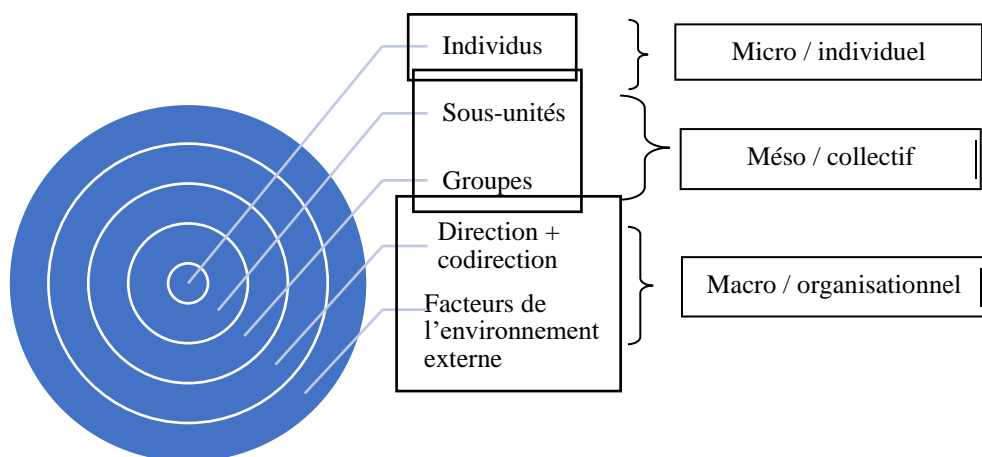 Individus
Micro / individuel
Sous-unités
Méso / collectif
Groupes
Direction +
codirection
Macro / organisationnel
Facteurs de
l’environnement
externe